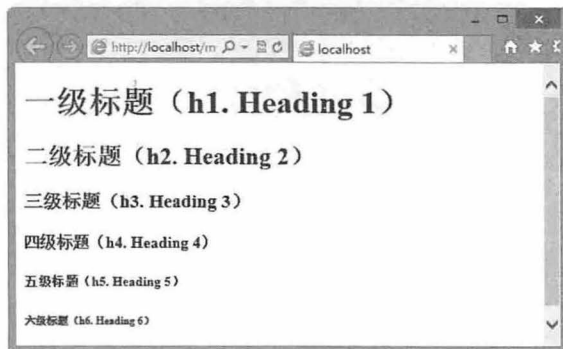 http://localhost/m
localhost
一级标题（h1. Heading 1）
二级标题（h2. Heading 2）
三级标题（h3. Heading 3）
四级标题（h4. Heading 4）
五级标题（h5. Heading 5）
六级标题（h6. Heading 6）